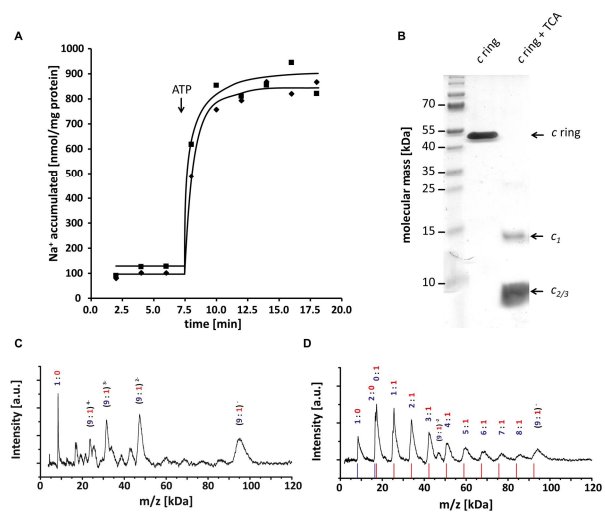 A
Na⁺ accumulated [nmol/mg protein]
1000
900
800
700
600
500
400
300
200
100
0
ATP
0.0 2.5 5.0 7.5 10.0 12.5 15.0 17.5 20.0
time [min]
B
c ring
c ring + TCA
molecular mass [kDa]
70
55
40
35
25
15
10
c ring
c₁
c₂/₃
C
Intensity [a.u.]
1 : 0
(9 : 1)⁴⁻
(9 : 1)³⁻
(9 : 1)²⁻
(9 : 1)⁻
0 20 40 60 80 100 120
m/z [kDa]
D
Intensity [a.u.]
1 : 0
2 : 0
0 : 1
1 : 1
2 : 1
3 : 1
(9 : 1)²⁻
4 : 1
5 : 1
6 : 1
7 : 1
8 : 1
(9 : 1)⁻
0 20 40 60 80 100 120
m/z [kDa]